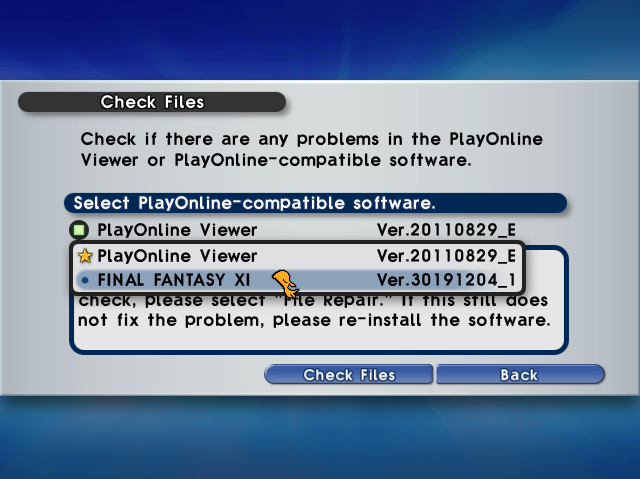 Check Files
Check if there are any problems in the PlayOnline
Viewer or PlayOnline-compatible software.
Select PlayOnline-compatible software.
PlayOnline Viewer Ver.20110829_E
PlayOnline Viewer Ver.20110829_E
FINAL FANTASY XI Ver.30191204_1
check, please select "File Repair." If this still does
not fix the problem, please re-install the software.
Check Files Back